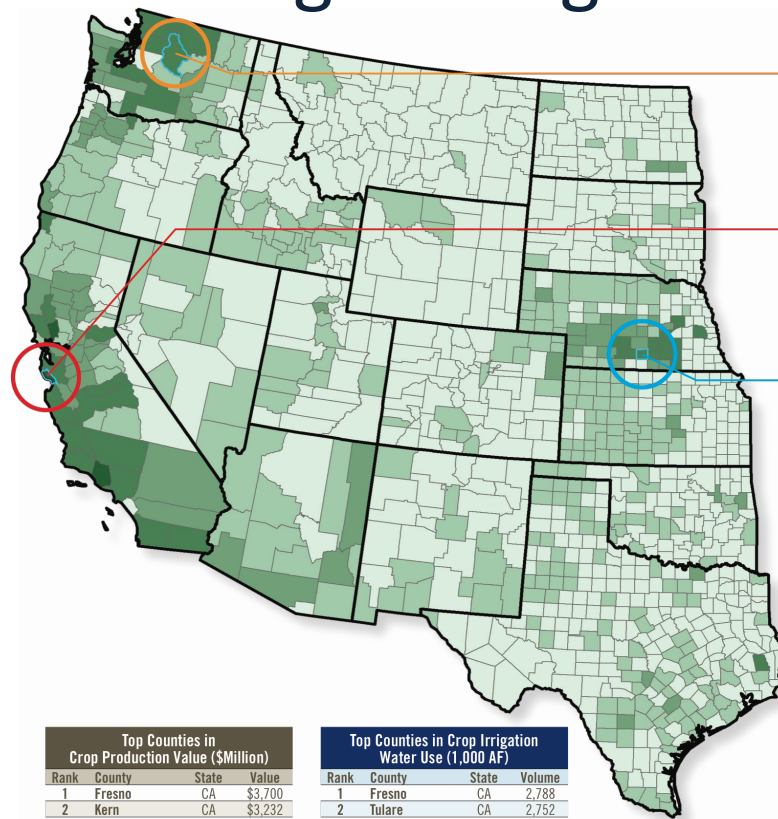 Top Counties in
Crop Production Value ($Million)
Rank County State Value
1 Fresno CA $3,700
2 Kern CA $3,232
Top Counties in Crop Irrigation
Water Use (1,000 AF)
Rank County State Volume
1 Fresno CA 2,788
2 Tulare CA 2,752